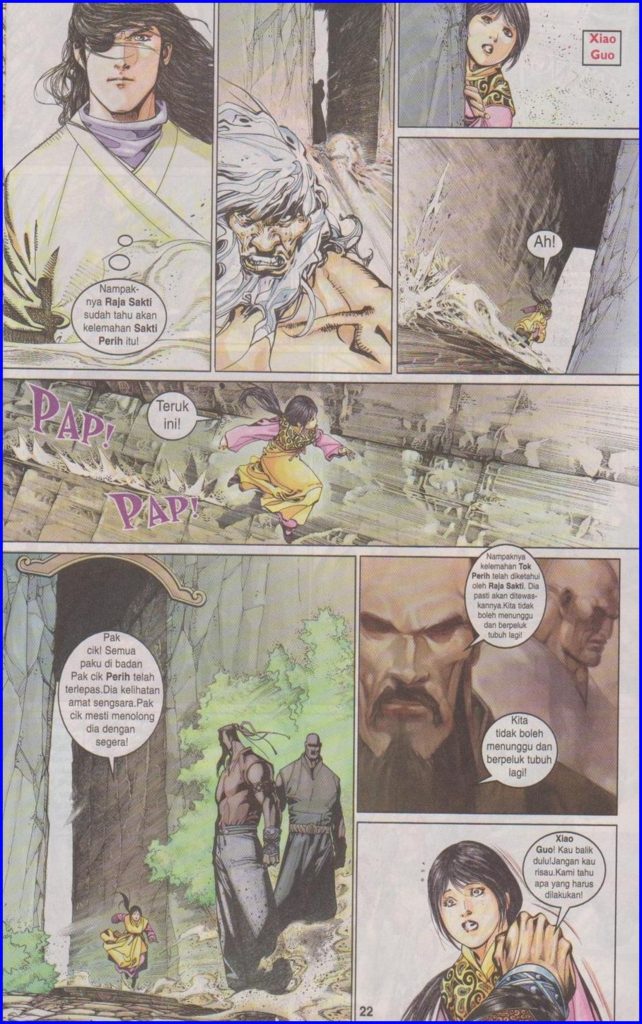 Nampak-
nya Raja Sakti
sudah tahu akan
kelemahan Sakti
Perih itu!
Xiao
Guo
Ah!
PAP!
Teruk
ini!
PAP!
Pak
cik! Semua
paku di badan
Pak cik Perih telah
terlepas.Dia kelihatan
amat sengsara.Pak
cik mesti menolong
dia dengan
segera!
Nampaknya
kelemahan Tok
Perih telah diketahui
oleh Raja Sakti. Dia
pasti akan ditewas-
kannya.Kita tidak
boleh menunggu
dan berpeluk
tubuh lagi!
Kita
tidak boleh
menunggu dan
berpeluk tubuh
lagi!
Xiao
Guo! Kau balik
dulu!Jangan kau
risau.Kami tahu
apa yang harus
dilakukan!
22